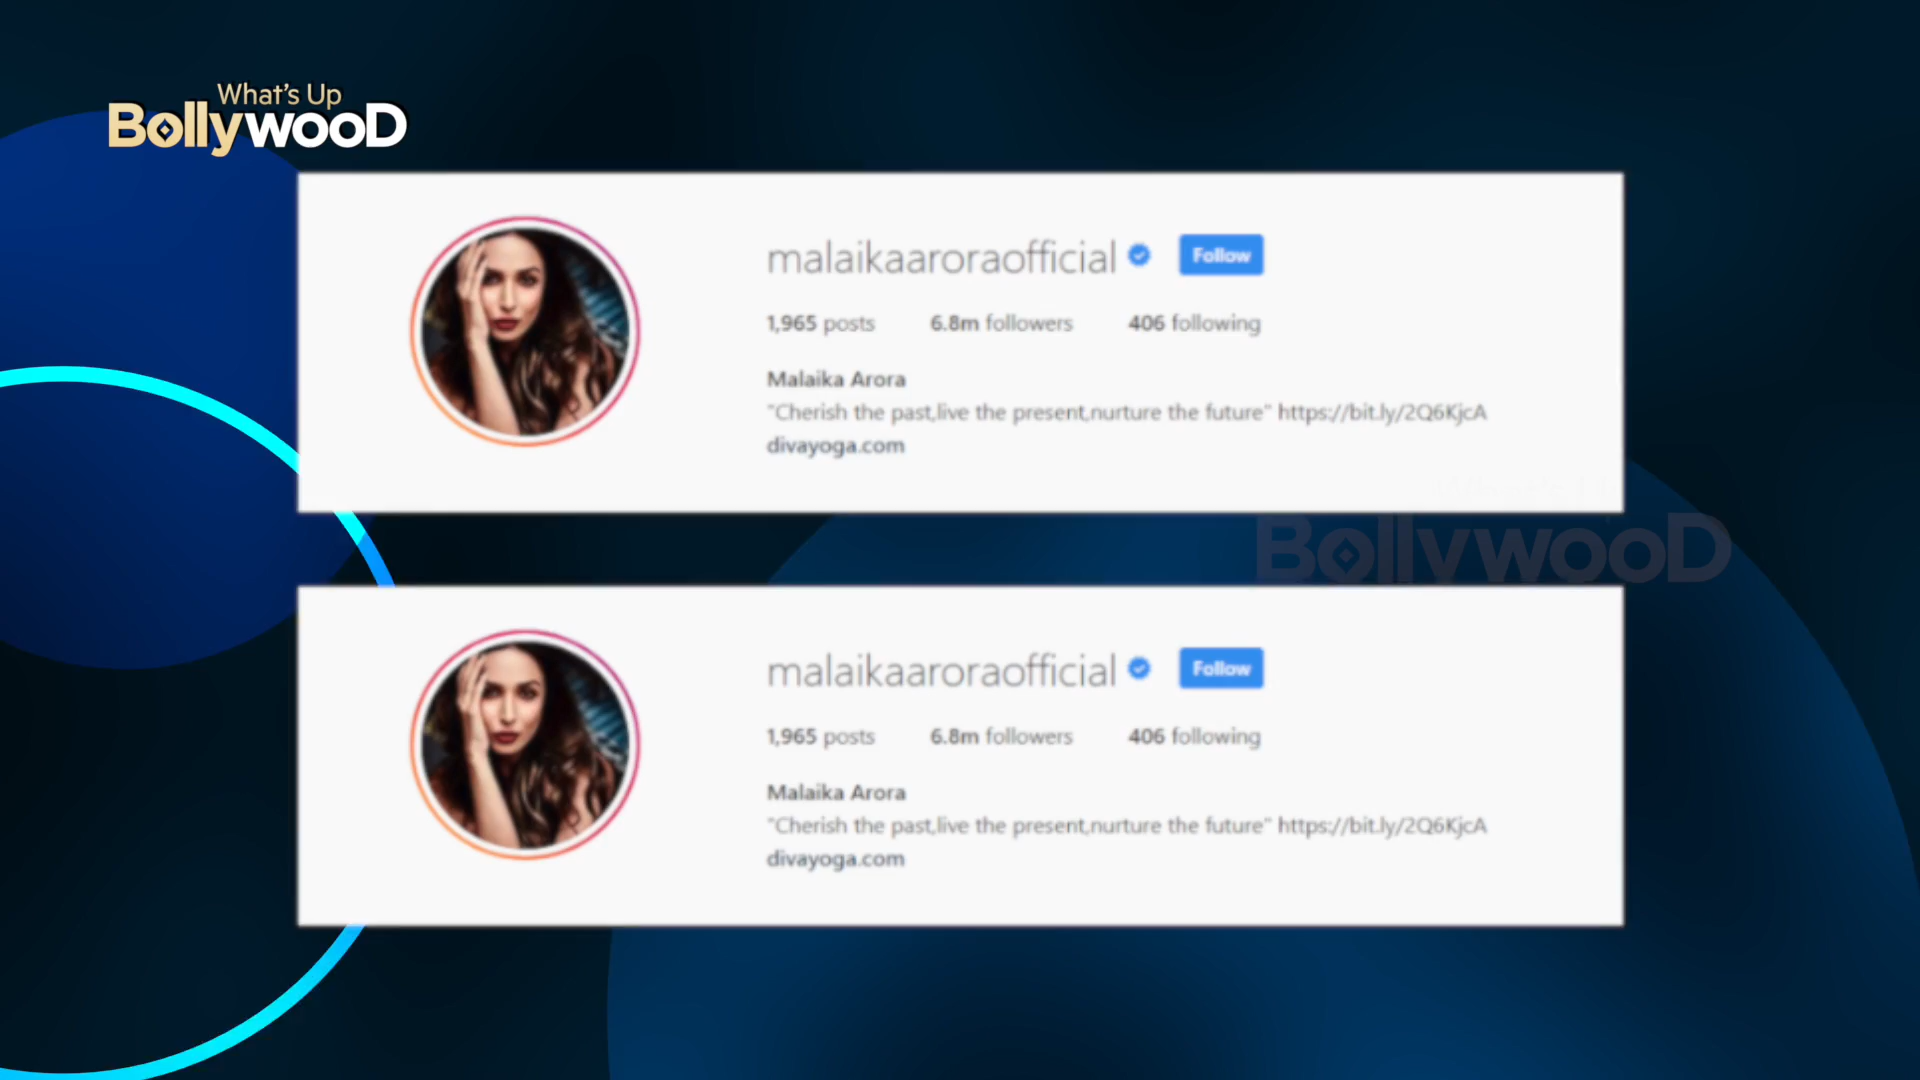 What's Up
BollywooD
malaikaaroraofficial Follow
1,965 posts 6.8m followers 406 following
Malaika Arora
"Cherish the past,live the present,nurture the future" https://bit.ly/2Q6KjcA
divayoga.com
BollywooD
malaikaaroraofficial Follow
1,965 posts 6.8m followers 406 following
Malaika Arora
"Cherish the past,live the present,nurture the future" https://bit.ly/2Q6KjcA
divayoga.com